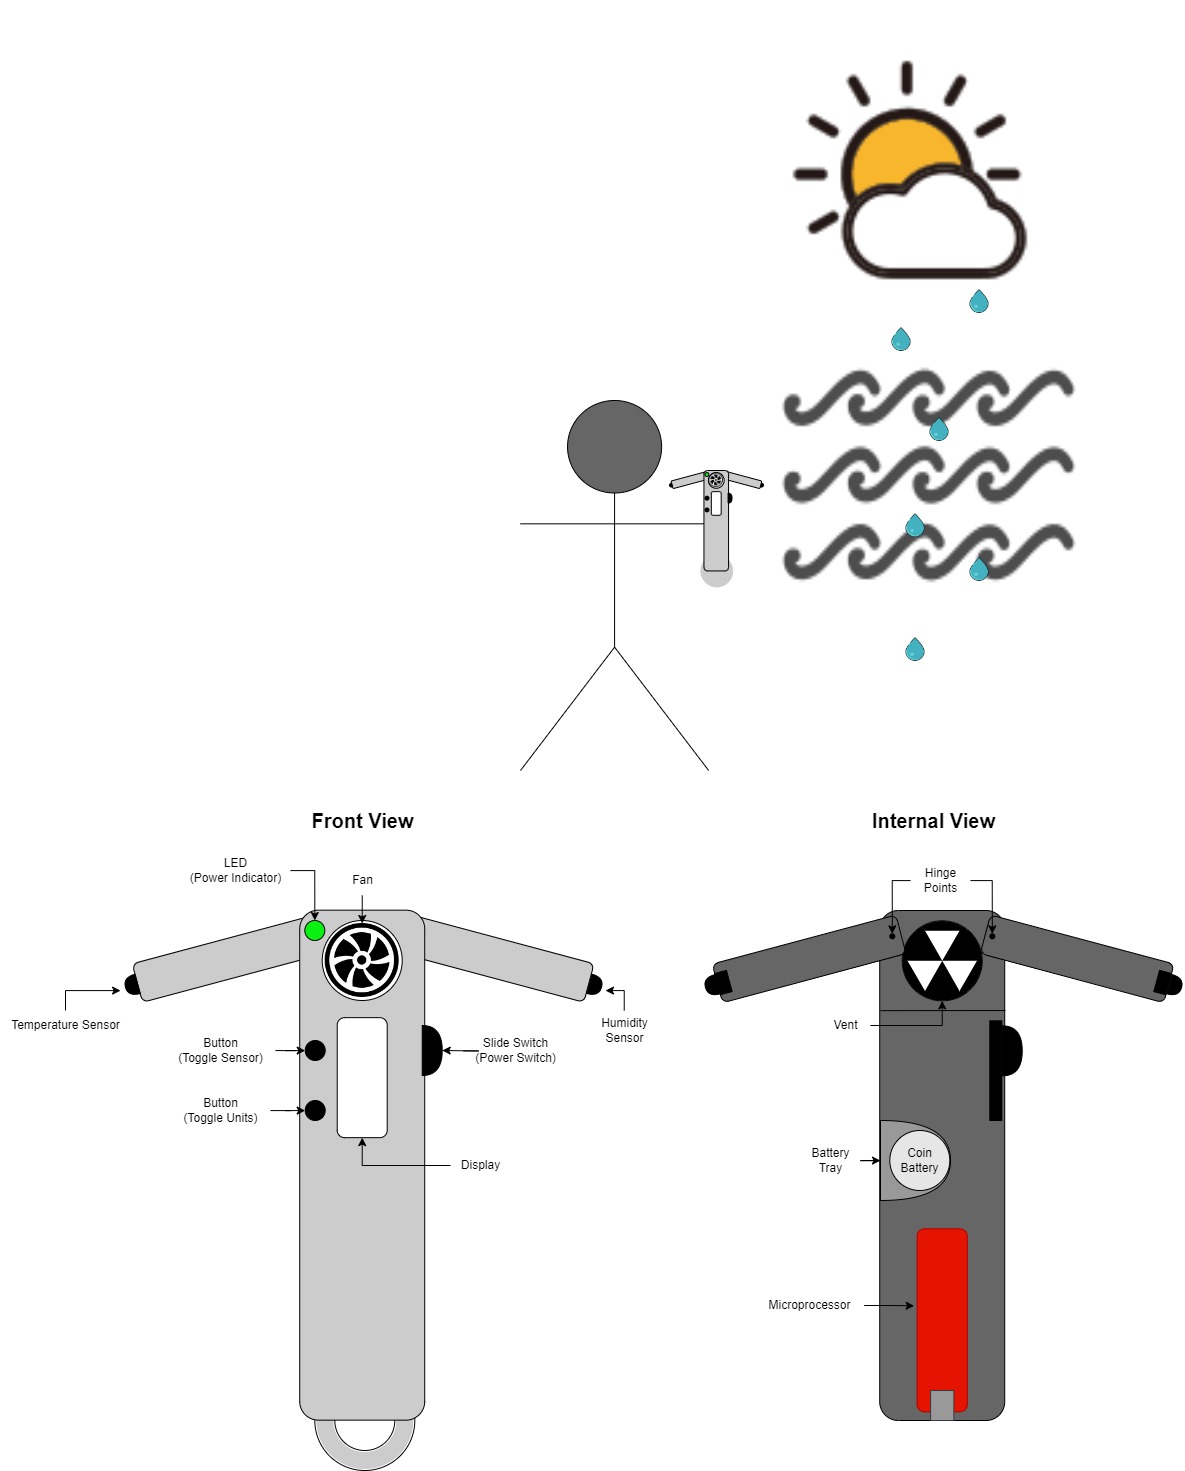 Front View
Internal View
LED
(Power Indicator)
Fan
Hinge
Points
Temperature Sensor
Humidity
Sensor
Vent
Button
(Toggle Sensor)
Slide Switch
(Power Switch)
Button
(Toggle Units)
Display
Battery
Tray
Coin
Battery
Microprocessor